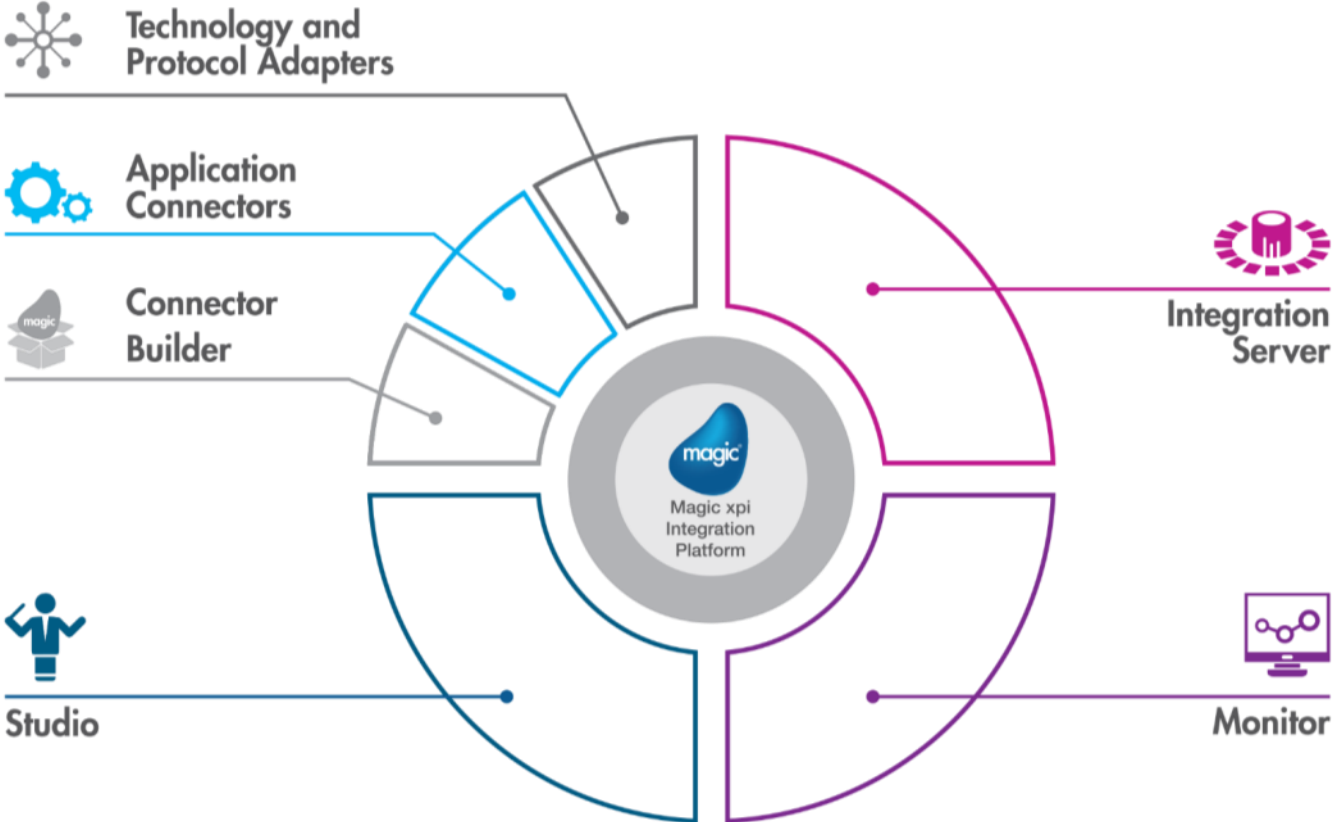 Technology and
Protocol Adapters
Application
Connectors
magic
Connector
Builder
Integration
Server
magic
Magic xpi
Integration
Platform
Studio
Monitor